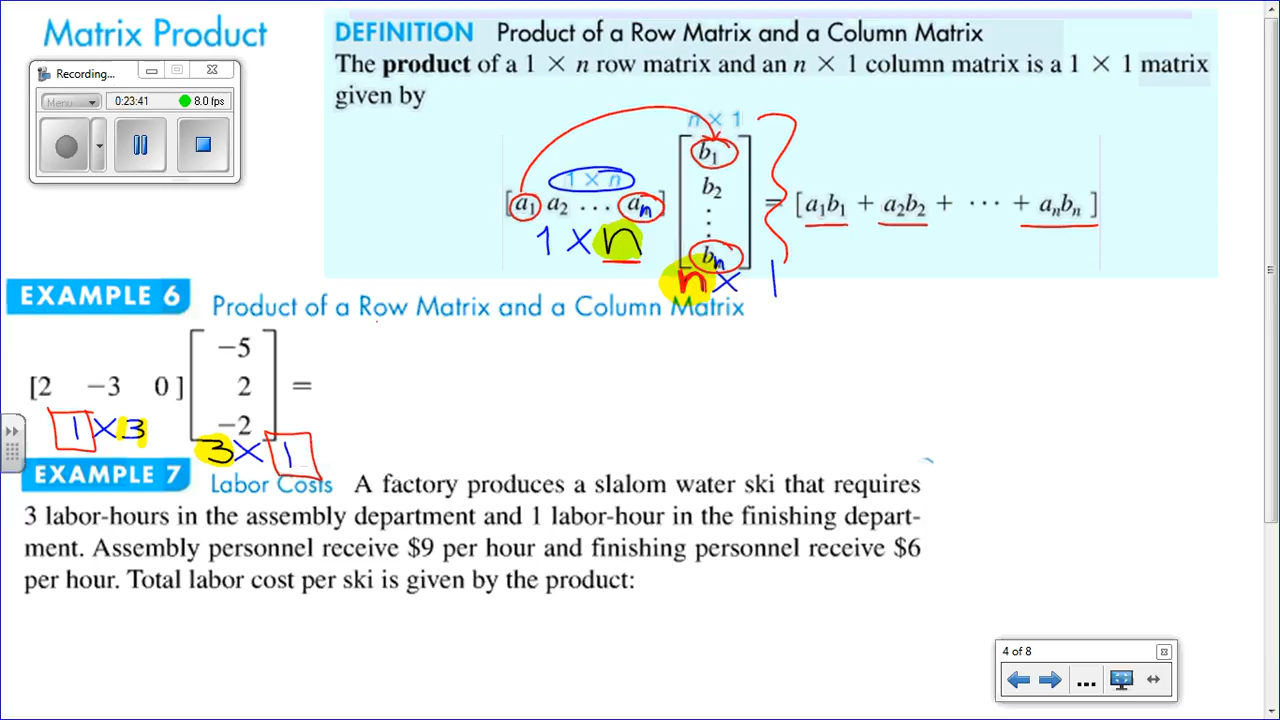 Matrix Product
Recording...
Menu
0:23:41
8.0 fps
DEFINITION Product of a Row Matrix and a Column Matrix
The product of a 1 × n row matrix and an n × 1 column matrix is a 1 × 1 matrix
given by
n × 1
1 × n
[a₁ a₂ ... aₙ] [b₁ b₂ ⋮ bₙ] = [a₁b₁ + a₂b₂ + ⋯ + aₙbₙ]
1 × n
n × 1
EXAMPLE 6 Product of a Row Matrix and a Column Matrix
[2 −3 0] [−5 2 −2] =
1 × 3
3 × 1
EXAMPLE 7 Labor Costs A factory produces a slalom water ski that requires
3 labor-hours in the assembly department and 1 labor-hour in the finishing depart-
ment. Assembly personnel receive $9 per hour and finishing personnel receive $6
per hour. Total labor cost per ski is given by the product:
4 of 8
...